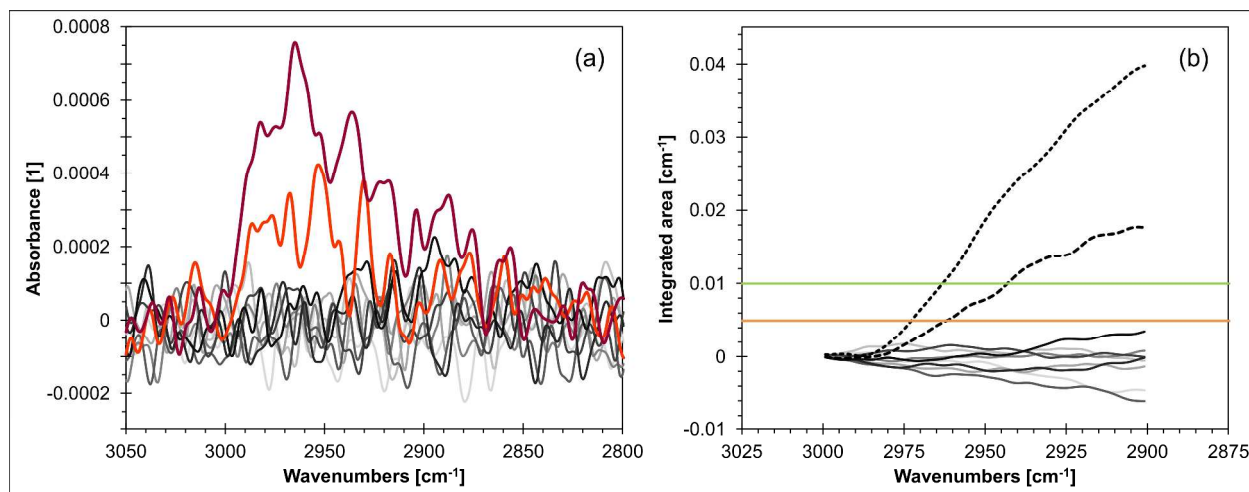 (a)
0.0008
0.0006
0.0004
0.0002
0
-0.0002
Absorbance [1]
3050 3000 2950 2900 2850 2800
Wavenumbers [cm-1]
(b)
0.04
0.03
0.02
0.01
0
-0.01
Integrated area [cm-1]
3025 3000 2975 2950 2925 2900 2875
Wavenumbers [cm-1]